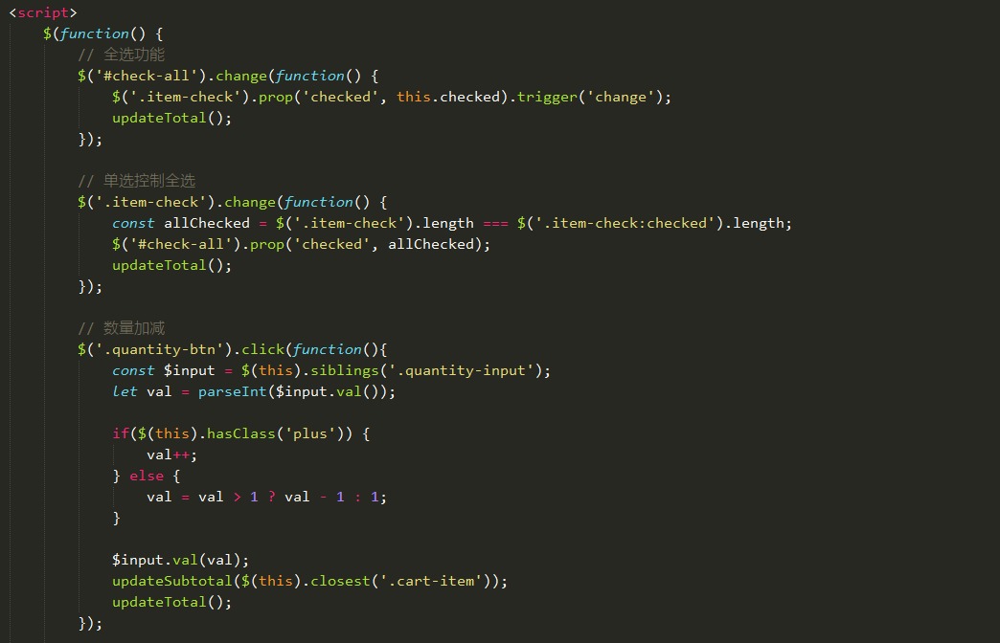 <script>
$(function() {
// 全选功能
$('#check-all').change(function() {
$('.item-check').prop('checked', this.checked).trigger('change');
updateTotal();
});
// 单选控制全选
$('.item-check').change(function() {
const allChecked = $('.item-check').length === $('.item-check:checked').length;
$('#check-all').prop('checked', allChecked);
updateTotal();
});
// 数量加减
$('.quantity-btn').click(function(){
const $input = $(this).siblings('.quantity-input');
let val = parseInt($input.val());
if($(this).hasClass('plus')) {
val++;
} else {
val = val > 1 ? val - 1 : 1;
}
$input.val(val);
updateSubtotal($(this).closest('.cart-item'));
updateTotal();
});